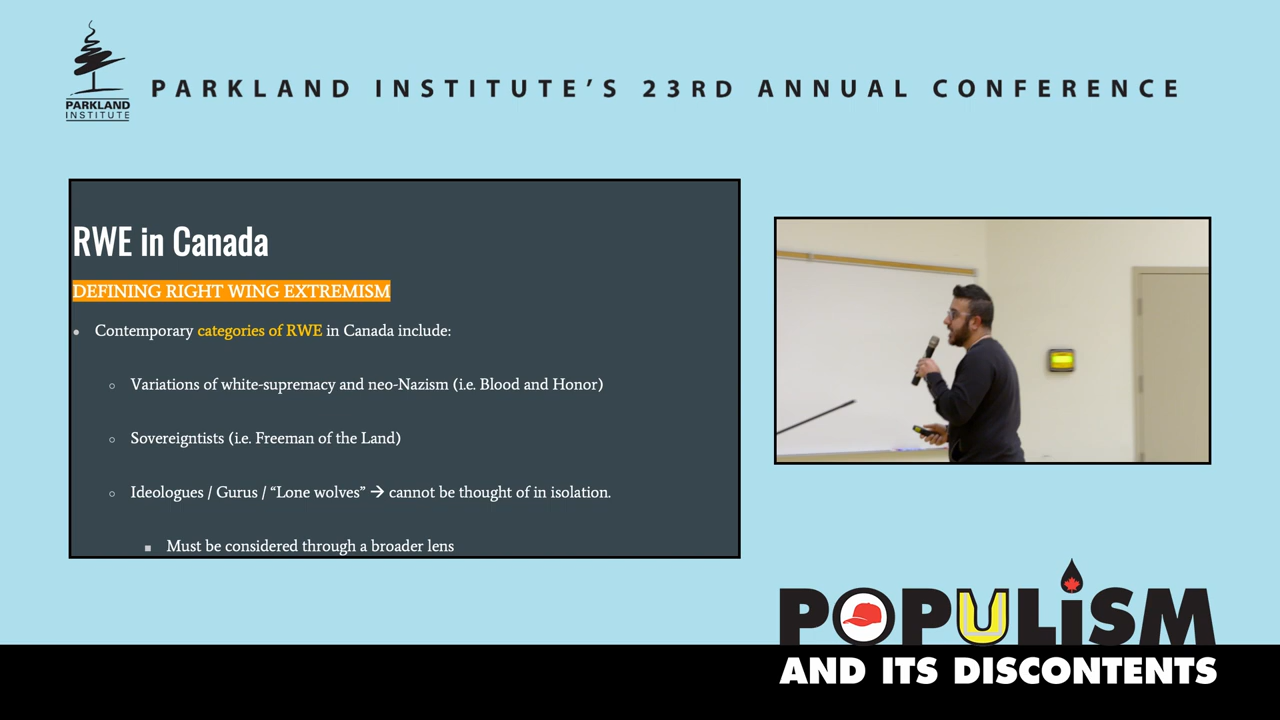 PARKLAND
INSTITUTE
PARKLAND INSTITUTE'S 23RD ANNUAL CONFERENCE
RWE in Canada
DEFINING RIGHT WING EXTREMISM
● Contemporary categories of RWE in Canada include:
○ Variations of white-supremacy and neo-Nazism (i.e. Blood and Honor)
○ Sovereigntists (i.e. Freeman of the Land)
○ Ideologues / Gurus / “Lone wolves” → cannot be thought of in isolation.
■ Must be considered through a broader lens
POPULiSM
AND ITS DISCONTENTS